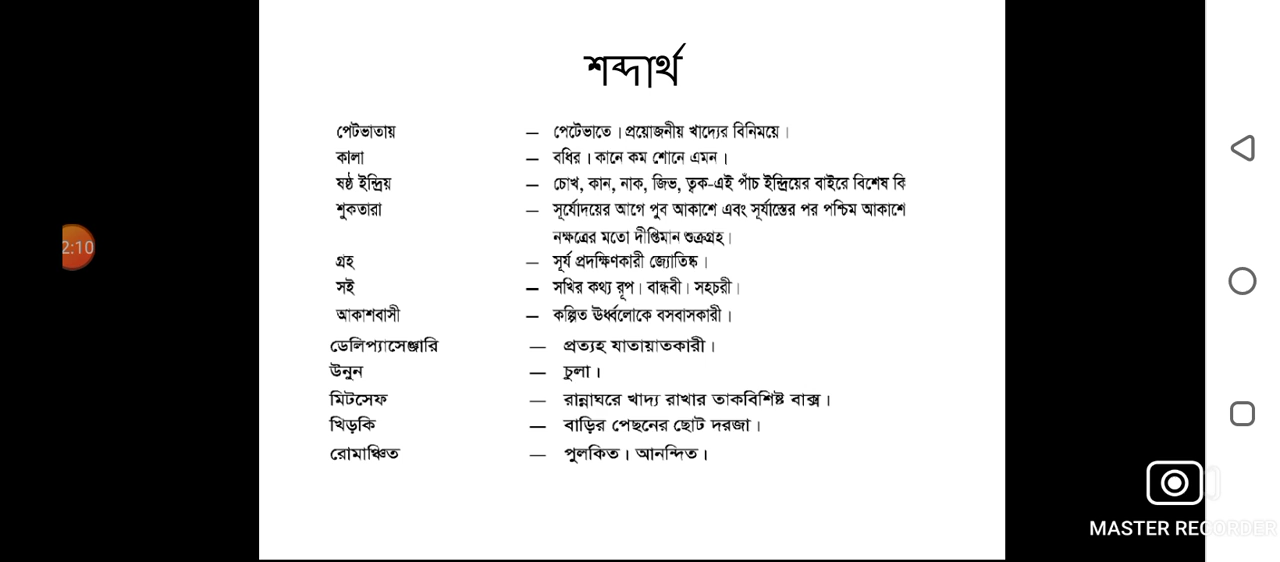 শব্দার্থ
পেটভাতায় — পেটেভাতে। প্রয়োজনীয় খাদ্যের বিনিময়ে।
কালা — বধির। কানে কম শোনে এমন।
ষষ্ঠ ইন্দ্রিয় — চোখ, কান, নাক, জিভ, ত্বক-এই পাঁচ ইন্দ্রিয়ের বাইরে বিশেষ কি
শুকতারা — সূর্যোদয়ের আগে পুব আকাশে এবং সূর্যাস্তের পর পশ্চিম আকাশে
নক্ষত্রের মতো দীপ্তিমান শুক্রগ্রহ।
গ্রহ — সূর্য প্রদক্ষিণকারী জ্যোতিষ্ক।
সই — সখির কথ্য রূপ। বান্ধবী। সহচরী।
আকাশবাসী — কল্পিত ঊর্ধ্বলোকে বসবাসকারী।
ডেলিপ্যাসেঞ্জারি — প্রত্যহ যাতায়াতকারী।
উনুন — চুলা।
মিটসেফ — রান্নাঘরে খাদ্য রাখার তাকবিশিষ্ট বাক্স।
খিড়কি — বাড়ির পেছনের ছোট দরজা।
রোমাঞ্চিত — পুলকিত। আনন্দিত।
2:10
MASTER RECORDER